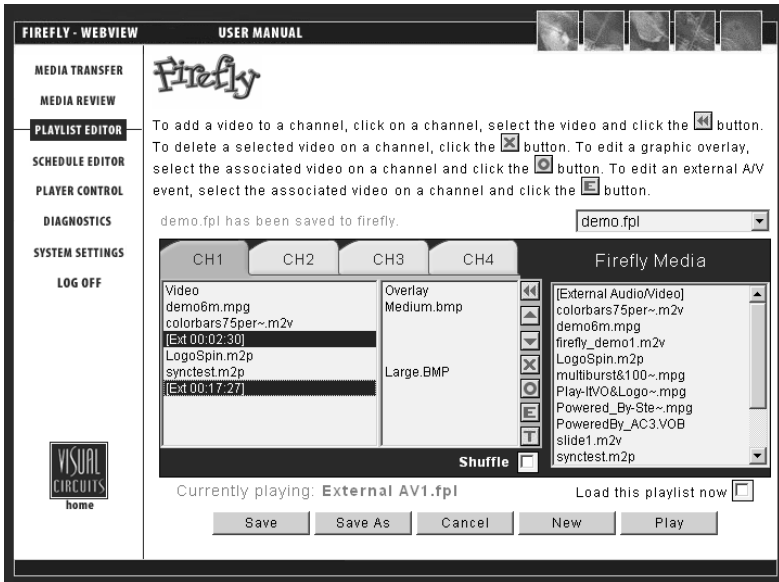 FIREFLY - WEBVIEW
USER MANUAL
MEDIA TRANSFER
MEDIA REVIEW
PLAYLIST EDITOR
SCHEDULE EDITOR
PLAYER CONTROL
DIAGNOSTICS
SYSTEM SETTINGS
LOG OFF
VISUAL
CIRCUITS
home
Firefly
To add a video to a channel, click on a channel, select the video and click the button.
To delete a selected video on a channel, click the X button. To edit a graphic overlay,
select the associated video on a channel and click the O button. To edit an external A/V
event, select the associated video on a channel and click the E button.
demo.fpl has been saved to firefly.
demo.fpl
CH1
CH2
CH3
CH4
Firefly Media
Video
demo6m.mpg
colorbars75per~.m2v
[Ext 00:02:30]
LogoSpin.m2p
synctest.m2p
[Ext 00:17:27]
Overlay
Medium.bmp
Large.BMP
X
O
E
T
[External Audio/Video]
colorbars75per~.m2v
demo6m.mpg
firefly_demo1.m2v
LogoSpin.m2p
multiburst&100~.mpg
Play-ItVO&Logo~.mpg
Powered_By-Ste~.mpg
PoweredBy_AC3.VOB
slide1.m2v
synctest.m2p
Shuffle
Currently playing: External AV1.fpl
Load this playlist now
Save
Save As
Cancel
New
Play